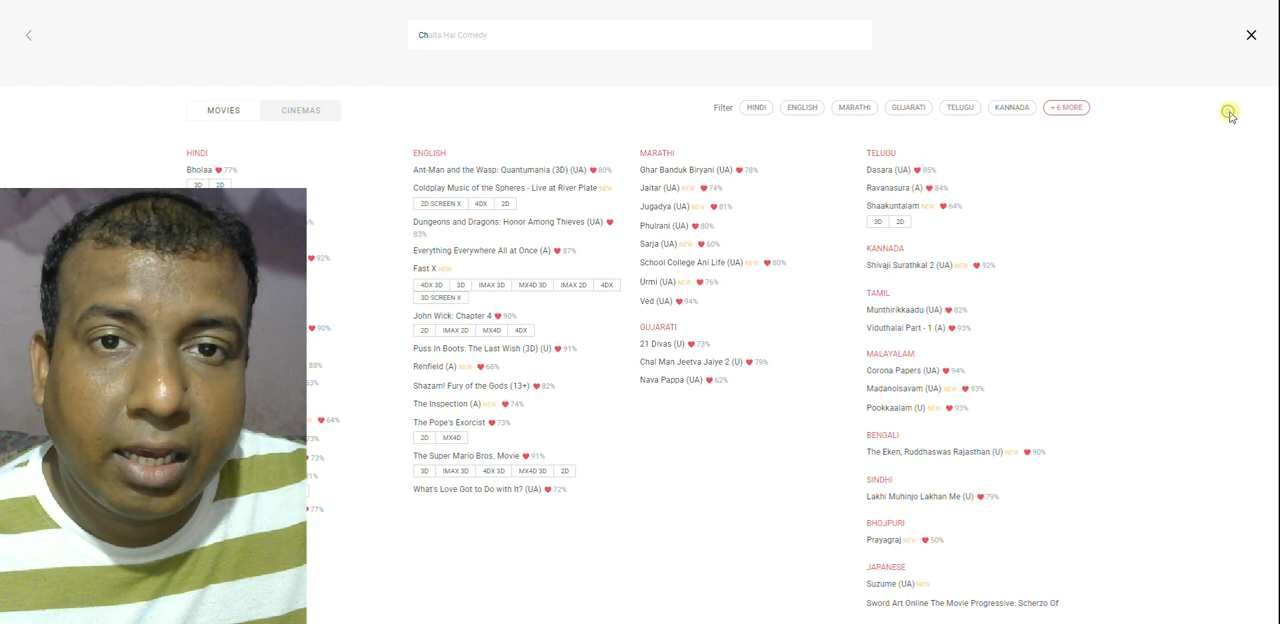 Chalta Hai Comedy
MOVIES
CINEMAS
Filter
HINDI
ENGLISH
MARATHI
GUJARATI
TELUGU
KANNADA
+ 6 MORE
HINDI
Bholaa 77%
3D 2D
92%
90%
88%
64%
73%
77%
ENGLISH
Ant-Man and the Wasp: Quantumania (3D) (UA) 80%
Coldplay Music of the Spheres - Live at River Plate NEW
2D SCREEN X 4DX 2D
Dungeons and Dragons: Honor Among Thieves (UA)
83%
Everything Everywhere All at Once (A) 87%
Fast X NEW
4DX 3D 3D IMAX 3D MX4D 3D IMAX 2D 4DX
3D SCREEN X
John Wick: Chapter 4 90%
2D IMAX 2D MX4D 4DX
Puss In Boots: The Last Wish (3D) (U) 91%
Renfield (A) NEW 68%
Shazam! Fury of the Gods (13+) 82%
The Inspection (A) NEW 74%
The Pope's Exorcist 73%
2D MX4D
The Super Mario Bros. Movie 91%
3D IMAX 3D 4DX 3D MX4D 3D 2D
What's Love Got to Do with It? (UA) 72%
MARATHI
Ghar Banduk Biryani (UA) 78%
Jaitar (UA) NEW 74%
Jugadya (UA) NEW 81%
Phulrani (UA) 80%
Sarja (UA) NEW 60%
School College Ani Life (UA) NEW 80%
Urmi (UA) NEW 76%
Ved (UA) 94%
GUJARATI
21 Divas (U) 73%
Chal Man Jeetva Jaiye 2 (U) 79%
Nava Pappa (UA) 62%
TELUGU
Dasara (UA) 85%
Ravanasura (A) 84%
Shaakuntalam NEW 64%
3D 2D
KANNADA
Shivaji Surathkal 2 (UA) NEW 92%
TAMIL
Munthirikkaadu (UA) 82%
Viduthalai Part - 1 (A) 93%
MALAYALAM
Corona Papers (UA) 94%
Madanolsavam (UA) NEW 93%
Pookkaalam (U) NEW 93%
BENGALI
The Eken, Ruddhaswas Rajasthan (U) NEW 90%
SINDHI
Lakhi Muhinjo Lakhan Me (U) 79%
BHOJPURI
Prayagraj NEW 50%
JAPANESE
Suzume (UA) NEW
Sword Art Online The Movie Progressive: Scherzo Of